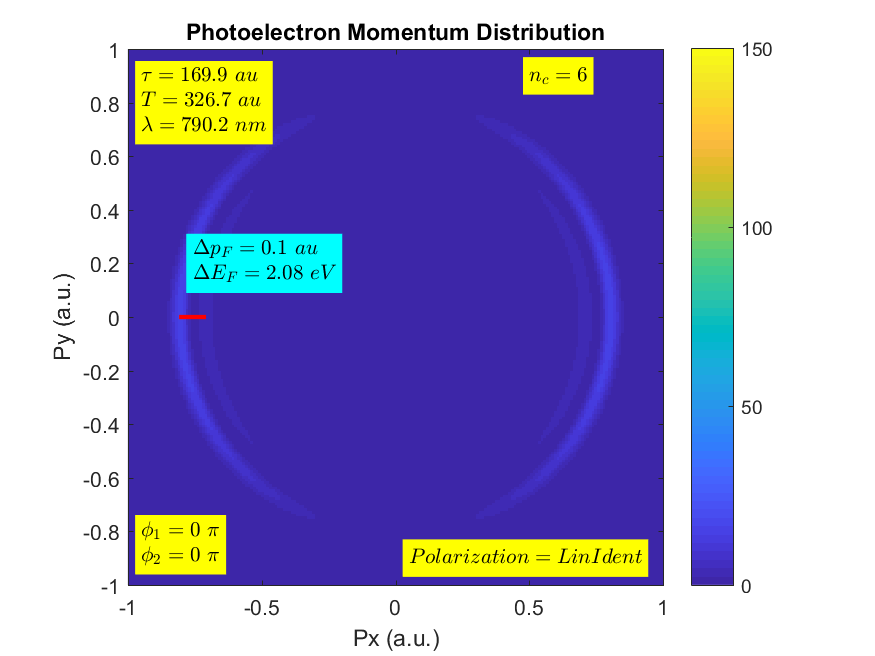 Photoelectron Momentum Distribution
τ = 169.9 au
T = 326.7 au
λ = 790.2 nm
n_c = 6
Δp_F = 0.1 au
ΔE_F = 2.08 eV
ϕ_1 = 0 π
ϕ_2 = 0 π
Polarization = LinIdent
1
0.8
0.6
0.4
0.2
0
-0.2
-0.4
-0.6
-0.8
-1
Py (a.u.)
-1
-0.5
0
0.5
1
Px (a.u.)
150
100
50
0